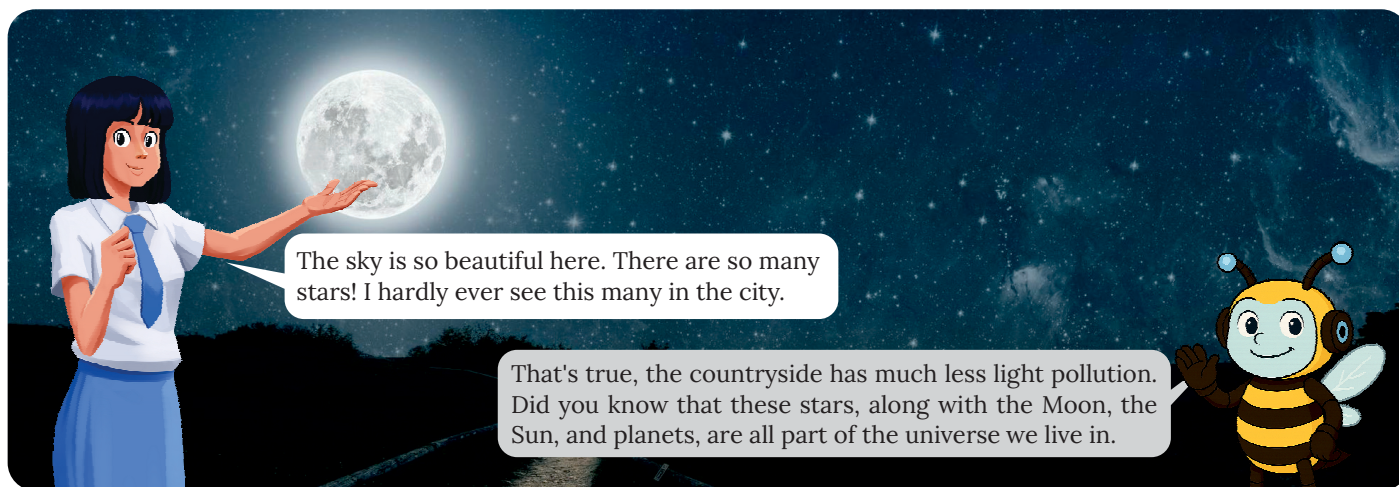 The sky is so beautiful here. There are so many
stars! I hardly ever see this many in the city.
That's true, the countryside has much less light pollution.
Did you know that these stars, along with the Moon, the
Sun, and planets, are all part of the universe we live in.